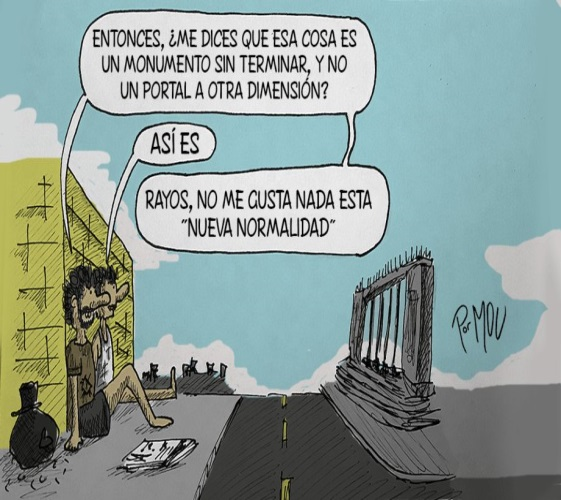 ENTONCES, ¿ME DICES QUE ESA COSA ES
UN MONUMENTO SIN TERMINAR, Y NO
UN PORTAL A OTRA DIMENSIÓN?
ASÍ ES
RAYOS, NO ME GUSTA NADA ESTA
"NUEVA NORMALIDAD"
Por MOU